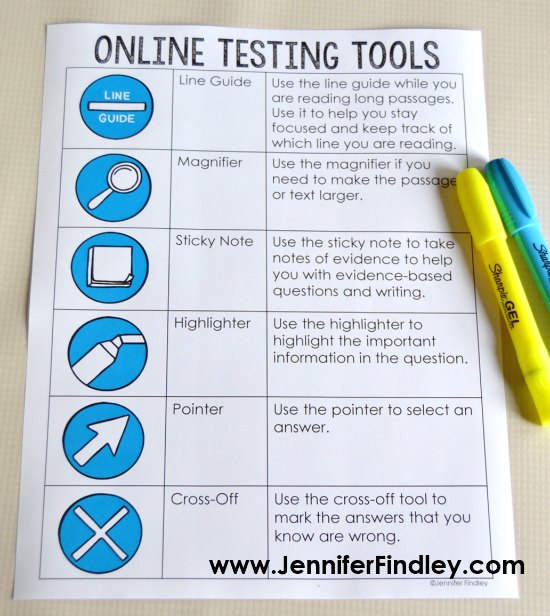 ONLINE TESTING TOOLS
LINE
GUIDE
Line Guide
Use the line guide while you
are reading long passages.
Use it to help you stay
focused and keep track of
which line you are reading.
Magnifier
Use the magnifier if you
need to make the passage
or text larger.
Sticky Note
Use the sticky note to take
notes of evidence to help
you with evidence-based
questions and writing.
Highlighter
Use the highlighter to
highlight the important
information in the question.
Pointer
Use the pointer to select an
answer.
Cross-Off
Use the cross-off tool to
mark the answers that you
know are wrong.
www.JenniferFindley.com
©Jennifer Findley
Sharpie GEL
Sharpie